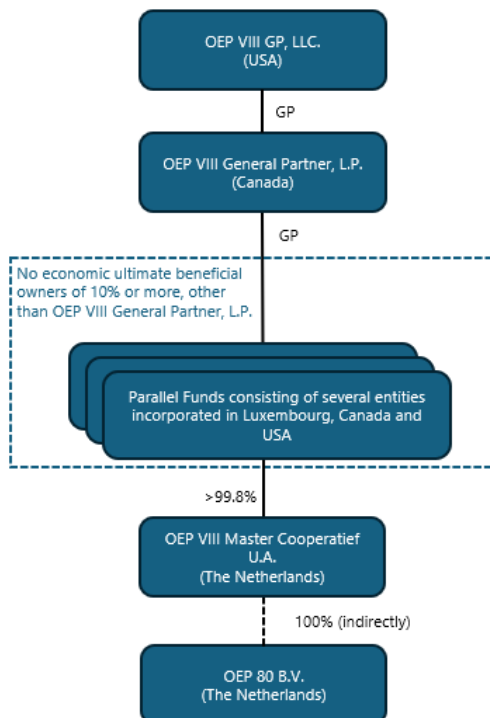 OEP VIII GP, LLC.
(USA)
GP
OEP VIII General Partner, L.P.
(Canada)
GP
No economic ultimate beneficial
owners of 10% or more, other
than OEP VIII General Partner, L.P.
Parallel Funds consisting of several entities
incorporated in Luxembourg, Canada and
USA
>99.8%
OEP VIII Master Cooperatief
U.A.
(The Netherlands)
100% (indirectly)
OEP 80 B.V.
(The Netherlands)